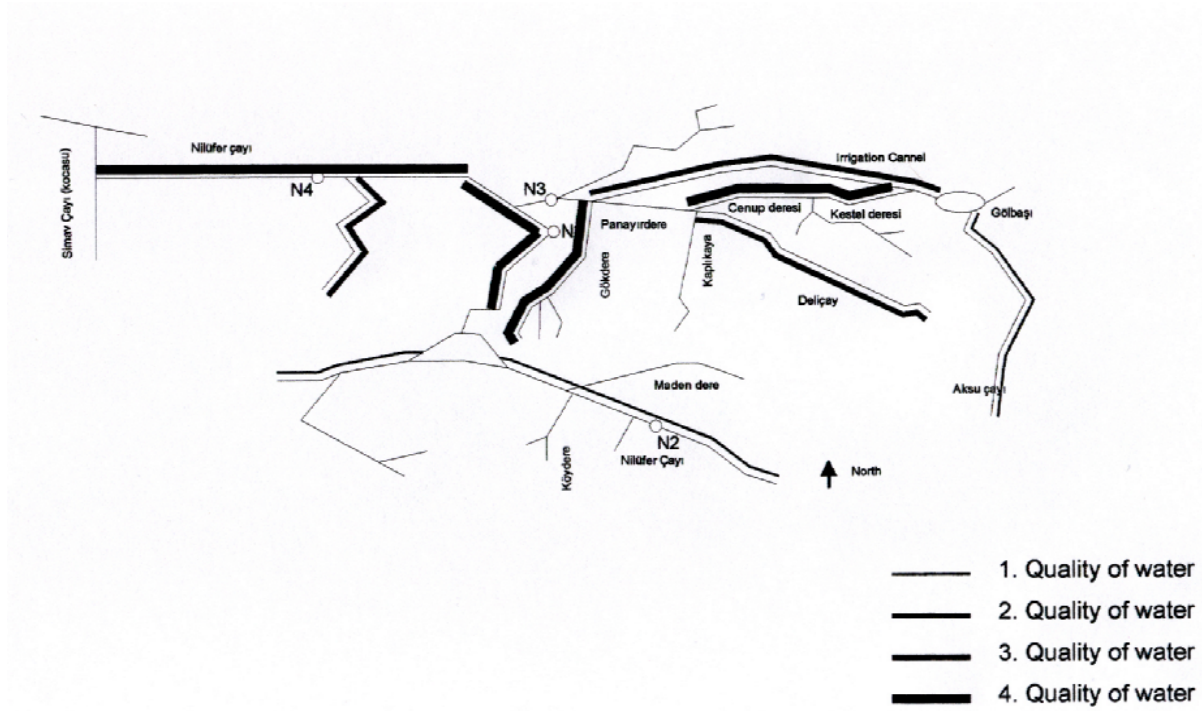 Nilüfer çayı
Irrigation Cannel
N4
N3
Simav Çayı (kocasu)
Cenup deresi
Kestel deresi
Gölbaşı
Panayırdere
Gökdere
Kaplıkaya
Deliçay
Maden dere
Aksu çayı
N2
Köydere
Nilüfer Çayı
North
1. Quality of water
2. Quality of water
3. Quality of water
4. Quality of water